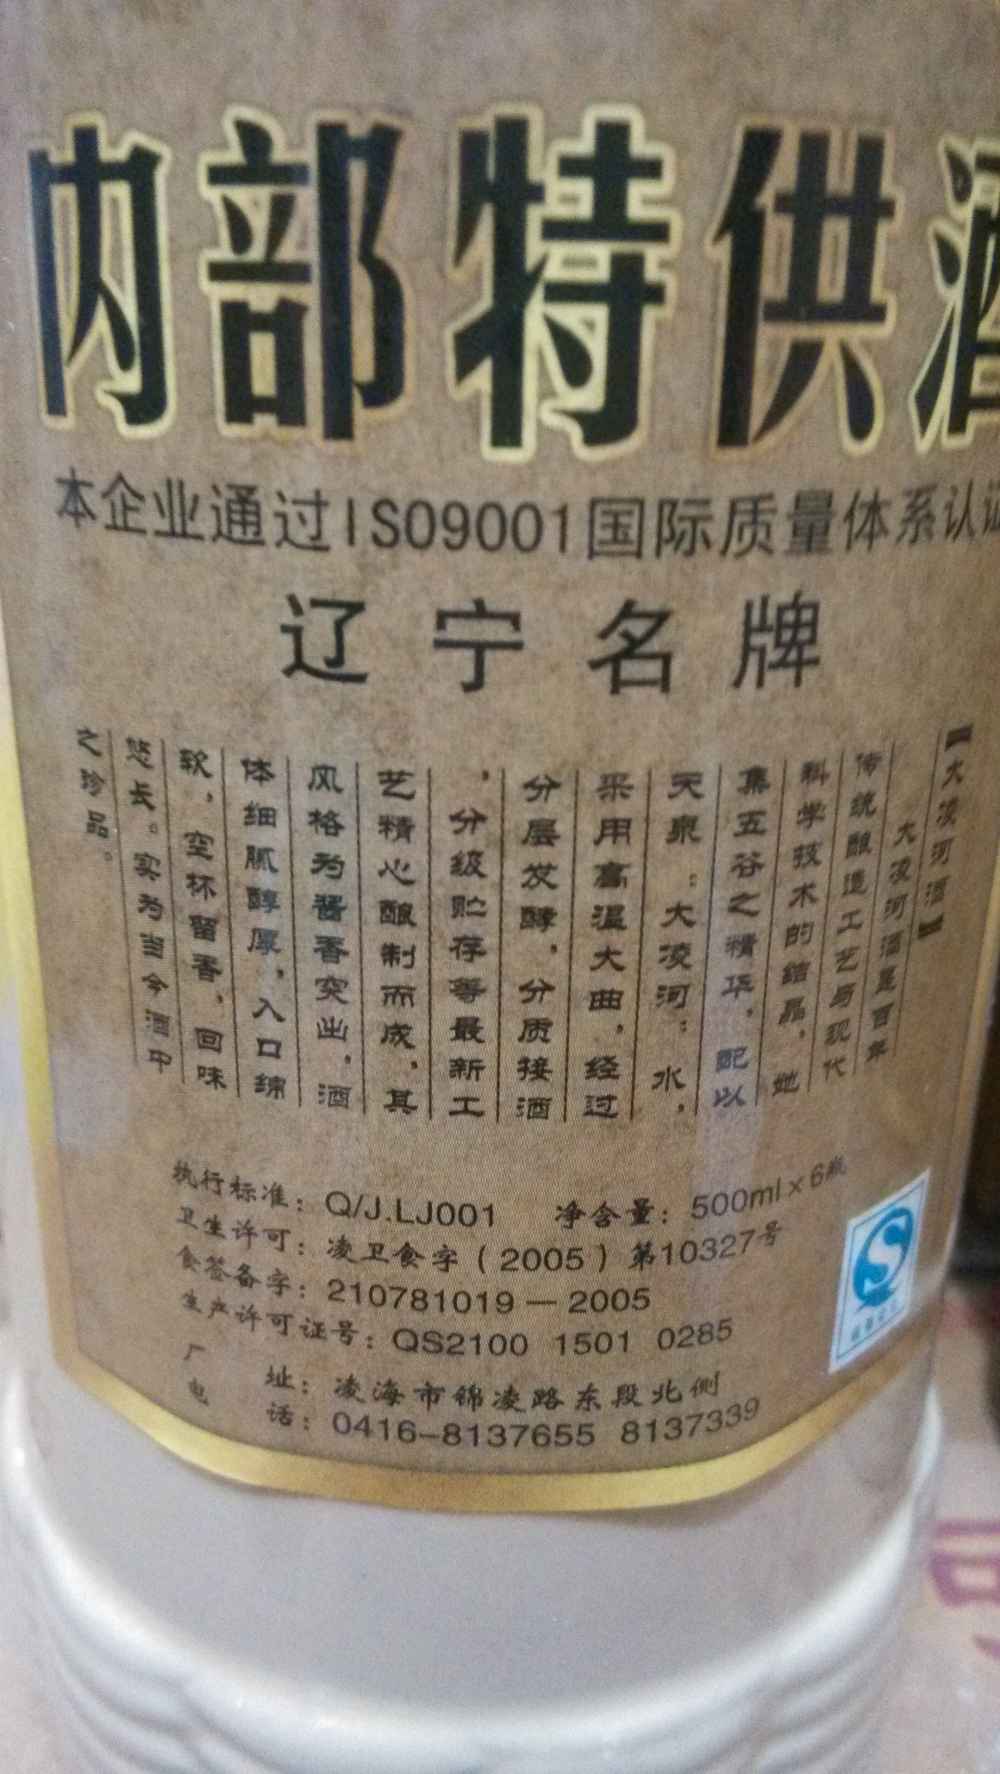 内部特供酒
本企业通过ISO9001国际质量体系认证
辽宁名牌
【大凌河酒】
大凌河酒是百年
传统酿造工艺与现代
科学技术的结晶，她
集五谷之精华，配以
天泉：大凌河：水，
采用高温大曲，经过
分层发酵，分质接酒
，分级贮存等最新工
艺精心酿制而成，其
风格为酱香突出，酒
体细腻醇厚，入口绵
软，空杯留香，回味
悠长。实为当今酒中
之珍品。
执行标准：Q/J.LJ001 净含量：500ml×6瓶
卫生许可：凌卫食字（2005）第10327号
食签备字：210781019－2005
生产许可证号：QS2100 1501 0285
厂 址：凌海市锦凌路东段北侧
电 话：0416-8137655 8137339